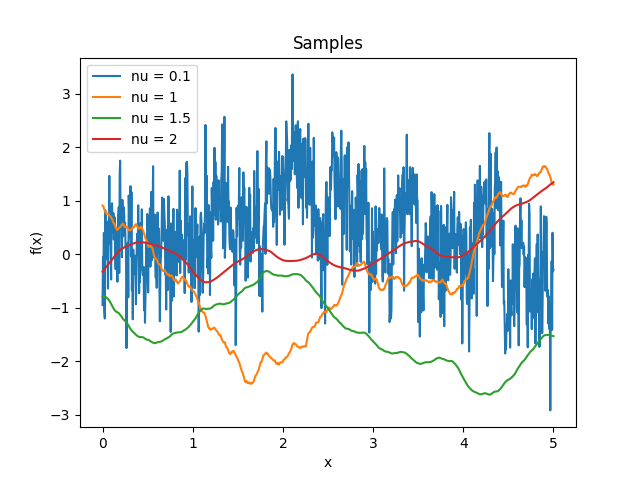 Samples
nu = 0.1
nu = 1
nu = 1.5
nu = 2
f(x)
3
2
1
0
−1
−2
−3
0
1
2
3
4
5
x